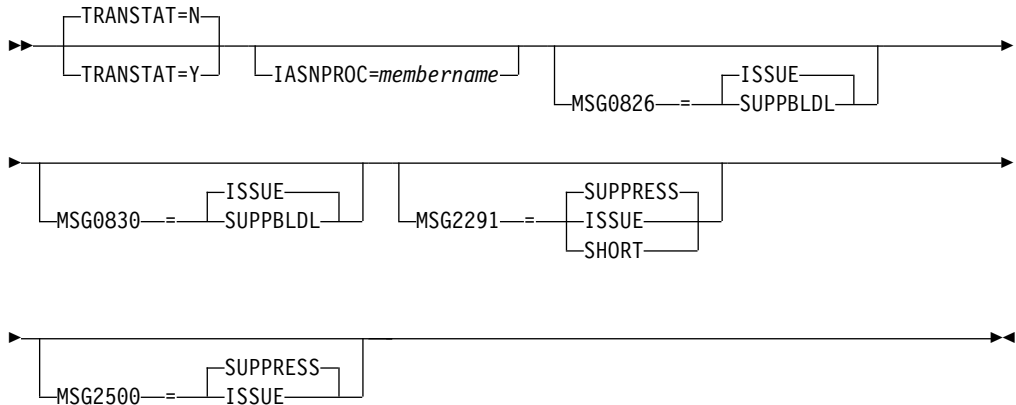 TRANSTAT=N
TRANSTAT=Y
IASNPROC=membername
MSG0826 = ISSUE
SUPPBLDL
MSG0830 = ISSUE
SUPPBLDL
MSG2291 = SUPPRESS
ISSUE
SHORT
MSG2500 = SUPPRESS
ISSUE